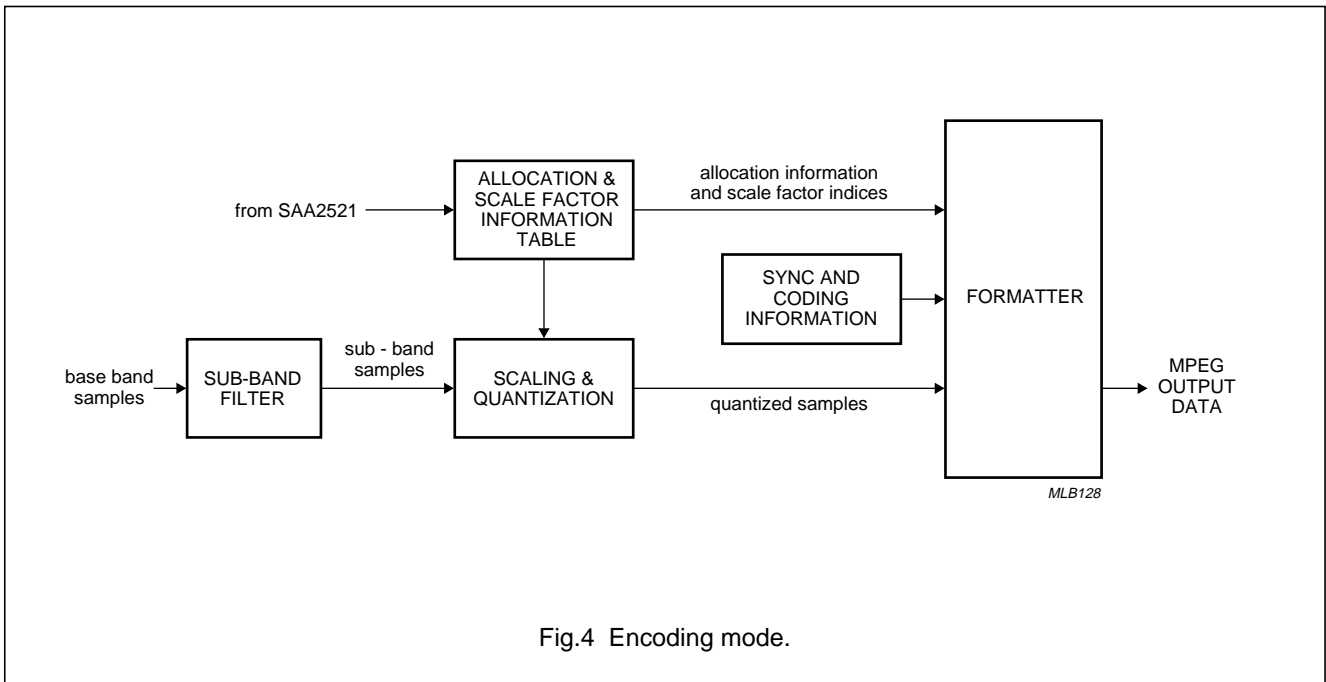 from SAA2521
ALLOCATION &
SCALE FACTOR
INFORMATION
TABLE
allocation information
and scale factor indices
SYNC AND
CODING
INFORMATION
FORMATTER
base band
samples
SUB-BAND
FILTER
sub - band
samples
SCALING &
QUANTIZATION
quantized samples
MPEG
OUTPUT
DATA
MLB128
Fig.4 Encoding mode.